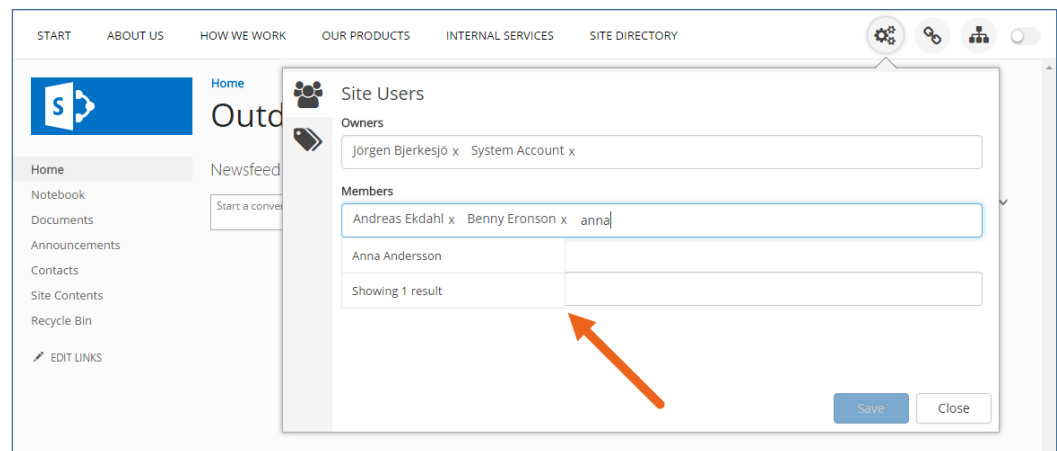 START ABOUT US HOW WE WORK OUR PRODUCTS INTERNAL SERVICES SITE DIRECTORY
S
Home
Outd
Newsfeed
Start a conver
Home
Notebook
Documents
Announcements
Contacts
Site Contents
Recycle Bin
EDIT LINKS
Site Users
Owners
Jörgen Bjerkesjö x System Account x
Members
Andreas Ekdahl x Benny Eronson x anna
Anna Andersson
Showing 1 result
Save Close